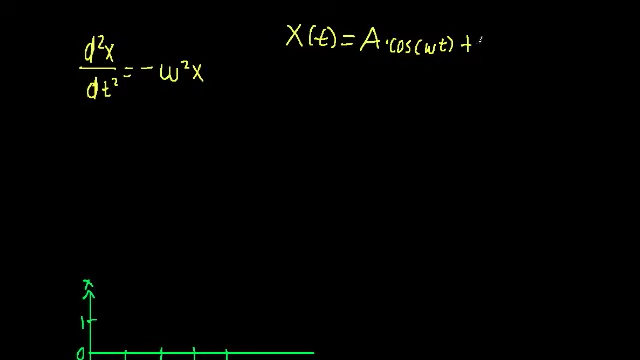 d²x/dt² = -ω²x
X(t) = A·cos(ωt) +
x
1
0